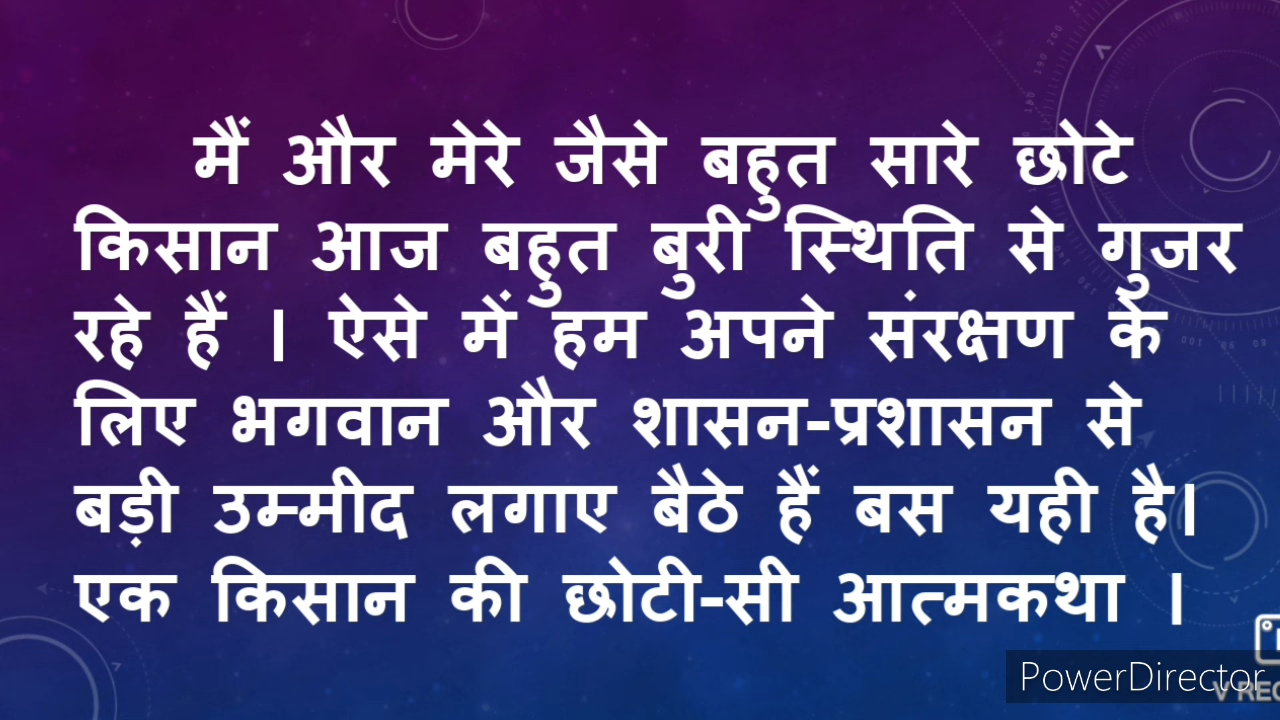 मैं और मेरे जैसे बहुत सारे छोटे
किसान आज बहुत बुरी स्थिति से गुजर
रहे हैं । ऐसे में हम अपने संरक्षण के
लिए भगवान और शासन-प्रशासन से
बड़ी उम्मीद लगाए बैठे हैं बस यही है।
एक किसान की छोटी-सी आत्मकथा ।
PowerDirector